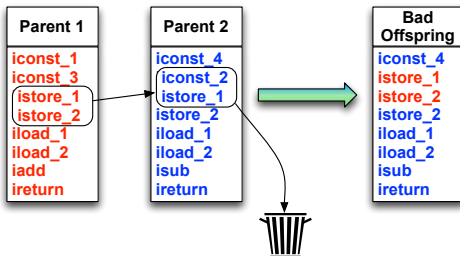 Parent 1
iconst_1
iconst_3
istore_1
istore_2
iload_1
iload_2
iadd
ireturn
Parent 2
iconst_4
iconst_2
istore_1
istore_2
iload_1
iload_2
isub
ireturn
Bad
Offspring
iconst_4
istore_1
istore_2
istore_2
iload_1
iload_2
isub
ireturn